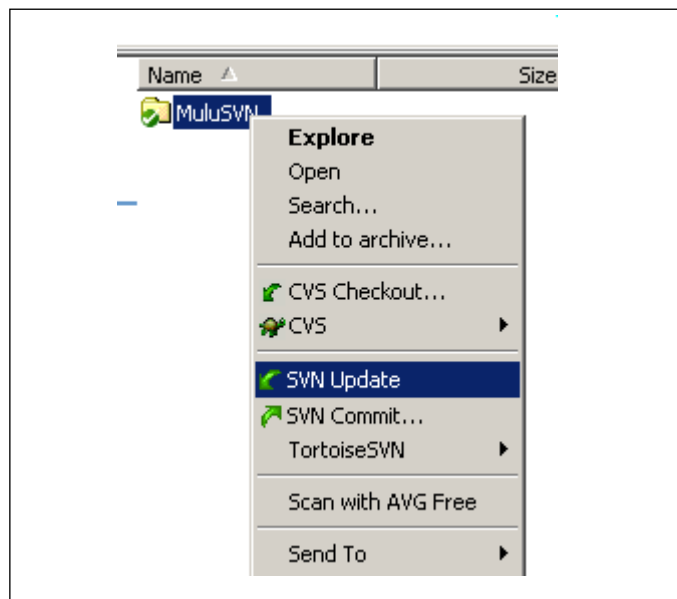 Name Size
MuluSVN
Explore
Open
Search...
Add to archive...
CVS Checkout...
CVS
SVN Update
SVN Commit...
TortoiseSVN
Scan with AVG Free
Send To